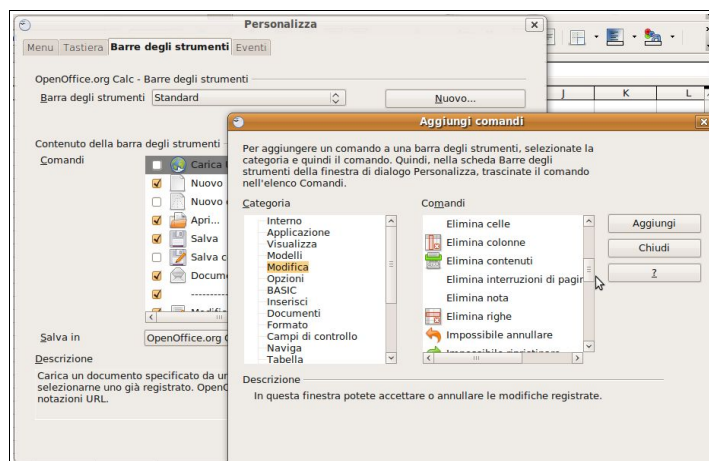 Personalizza
Menu Tastiera Barre degli strumenti Eventi
OpenOffice.org Calc - Barre degli strumenti
Barra degli strumenti Standard Nuovo...
J K L
Contenuto della barra degli strumenti
Comandi
Carica
Nuovo
Nuovo
Apri...
Salva
Salva
----------
Salva in OpenOffice.org
Descrizione
Carica un documento specificato da
selezionarne uno già registrato.
notazioni URL.
Aggiungi comandi
Per aggiungere un comando a una barra degli strumenti, selezionate la
categoria e quindi il comando. Quindi, nella scheda Barre degli
strumenti della finestra di dialogo Personalizza, trascinate il comando
nell'elenco Comandi.
Categoria
Interno
Applicazione
Visualizza
Modelli
Modifica
Opzioni
BASIC
Inserisci
Documenti
Formato
Campi di controllo
Naviga
Tabella
Comandi
Elimina celle
Elimina colonne
Elimina contenuti
Elimina interruzioni di pagin
Elimina nota
Elimina righe
Impossibile annullare
Aggiungi
Chiudi
?
Descrizione
In questa finestra potete accettare o annullare le modifiche registrate.